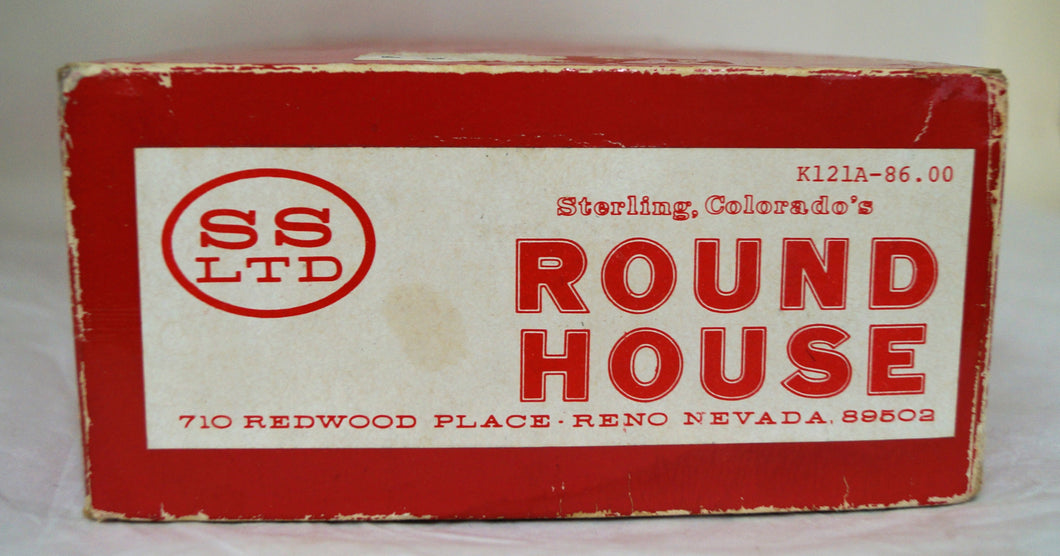 K121A-86.00
SS
LTD
Sterling, Colorado's
ROUND
HOUSE
710 REDWOOD PLACE · RENO NEVADA, 89502